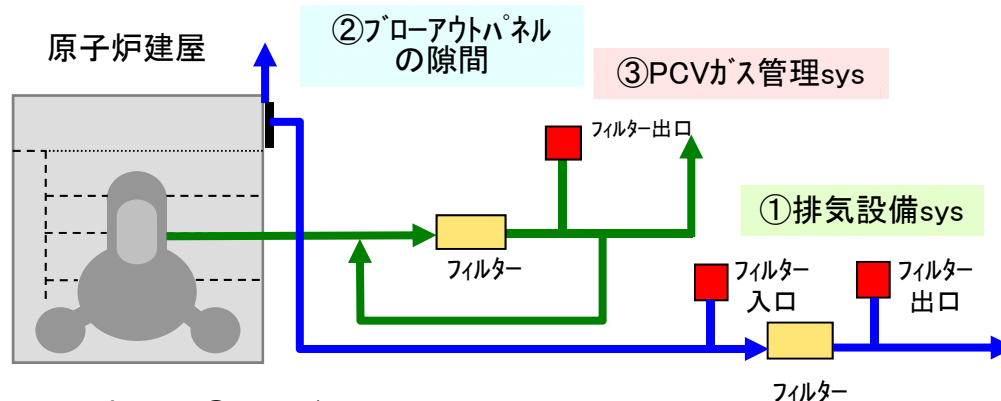 原子炉建屋
②ﾌﾞﾛｰｱｳﾄﾊﾟﾈﾙ
の隙間
③PCVｶﾞｽ管理sys
ﾌｨﾙﾀｰ出口
①排気設備sys
ﾌｨﾙﾀｰ
ﾌｨﾙﾀｰ
入口
ﾌｨﾙﾀｰ
出口
ﾌｨﾙﾀｰ